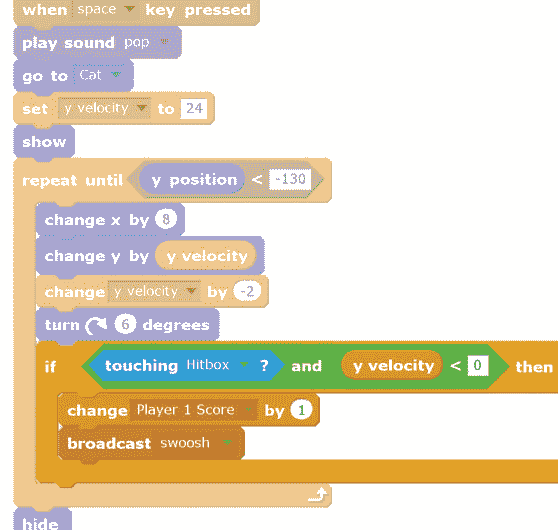 when space key pressed
play sound pop
go to Cat
set y velocity to 24
show
repeat until y position < -130
change x by 8
change y by y velocity
change y velocity by -2
turn 6 degrees
if touching Hitbox ? and y velocity < 0 then
change Player 1 Score by 1
broadcast swoosh
hide